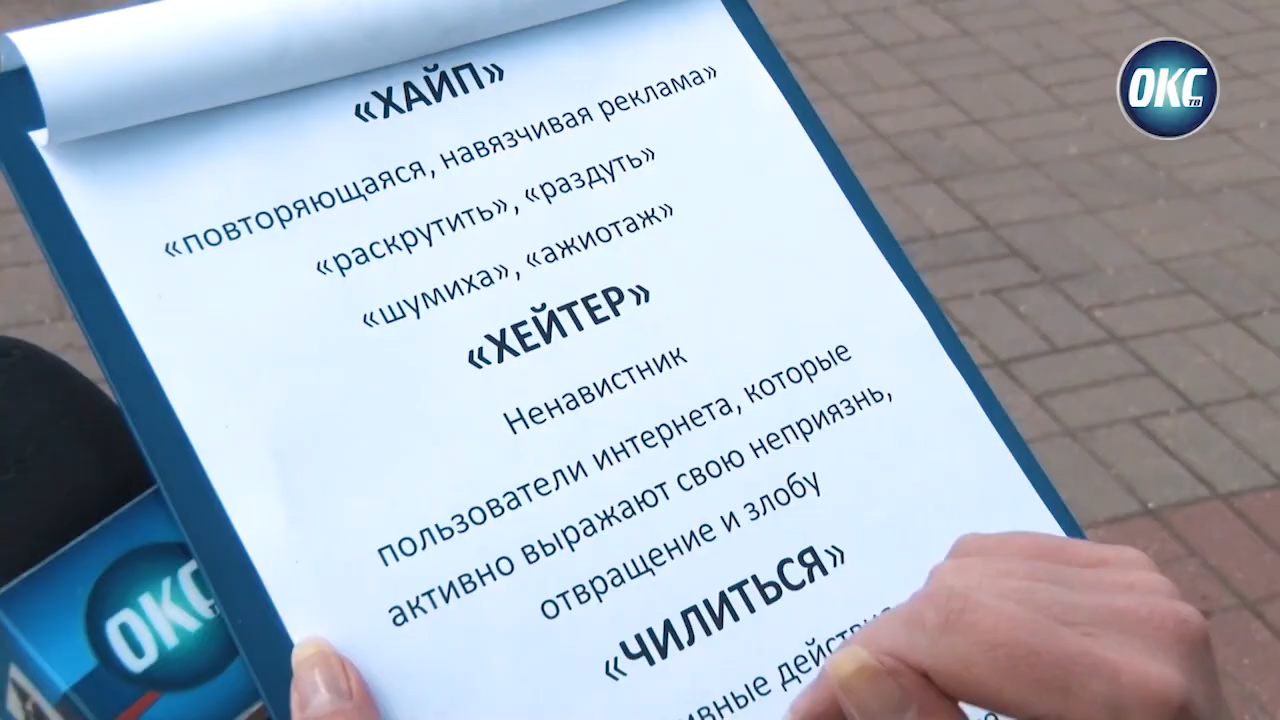 «ХАЙП»
«повторяющаяся, навязчивая реклама»
«раскрутить», «раздуть»
«шумиха», «ажиотаж»
«ХЕЙТЕР»
Ненавистник
пользователи интернета, которые
активно выражают свою неприязнь,
отвращение и злобу
«ЧИЛИТЬСЯ»
ОКС ТВ
ОКС